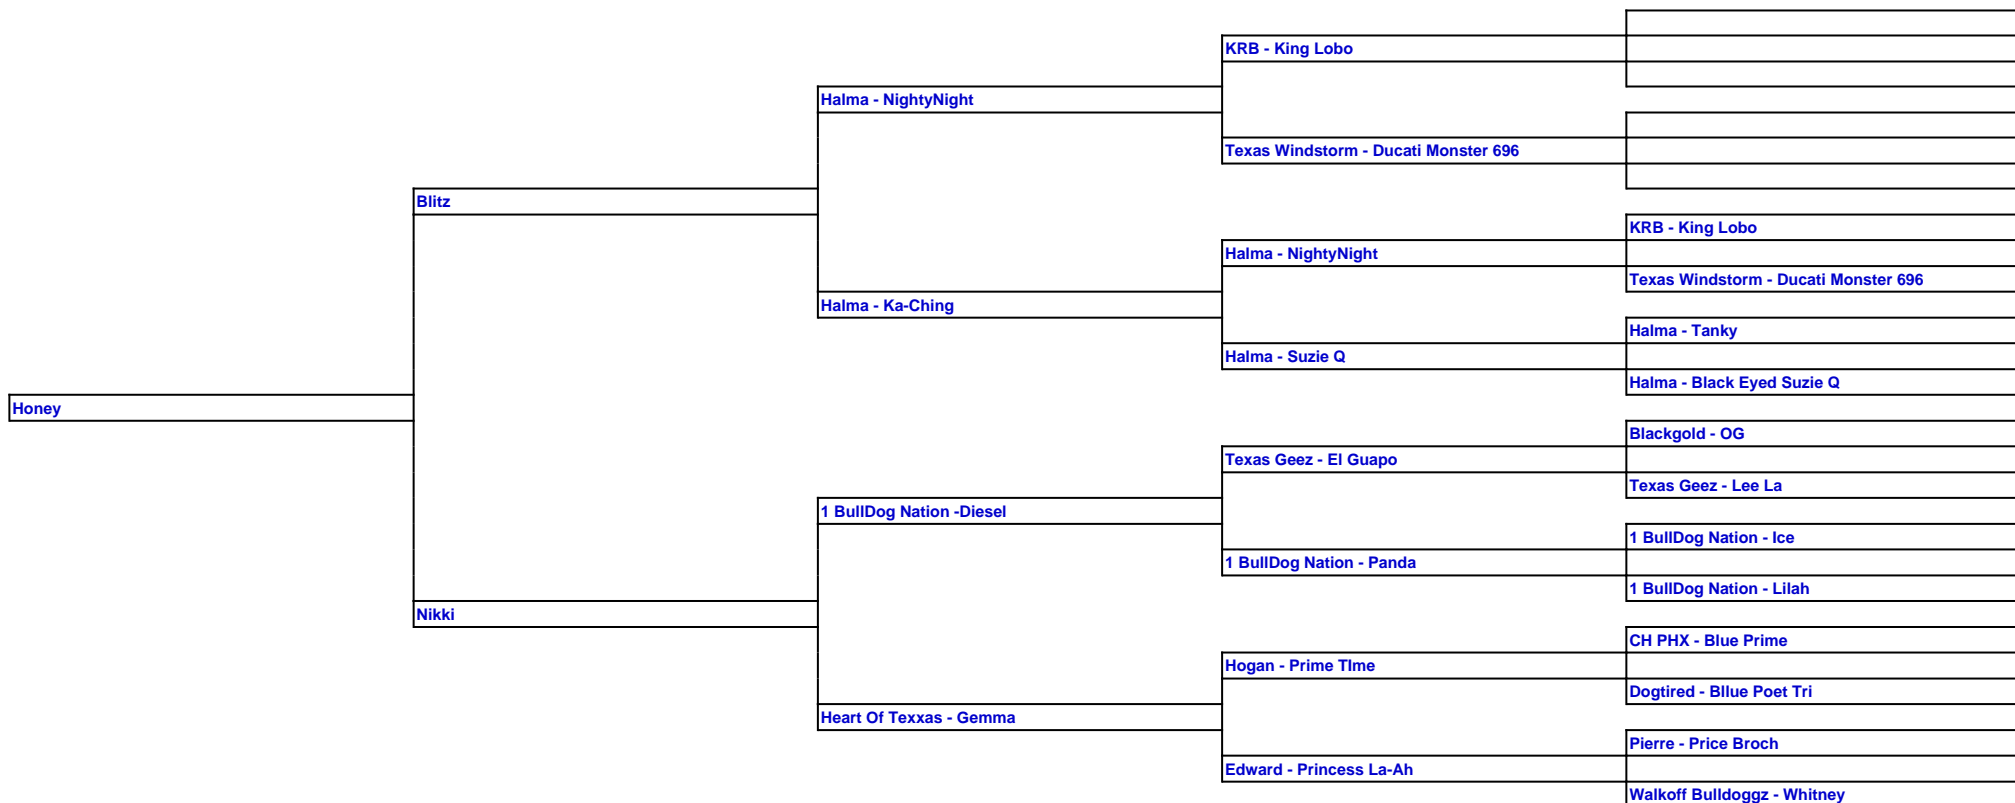 KRB - King Lobo
Halma - NightyNight
Texas Windstorm - Ducati Monster 696
Blitz
KRB - King Lobo
Halma - NightyNight
Texas Windstorm - Ducati Monster 696
Halma - Ka-Ching
Halma - Tanky
Halma - Suzie Q
Halma - Black Eyed Suzie Q
Honey
Blackgold - OG
Texas Geez - El Guapo
Texas Geez - Lee La
1 BullDog Nation -Diesel
1 BullDog Nation - Ice
1 BullDog Nation - Panda
1 BullDog Nation - Lilah
Nikki
CH PHX - Blue Prime
Hogan - Prime TIme
Dogtired - Bllue Poet Tri
Heart Of Texxas - Gemma
Pierre - Price Broch
Edward - Princess La-Ah
Walkoff Bulldoggz - Whitney